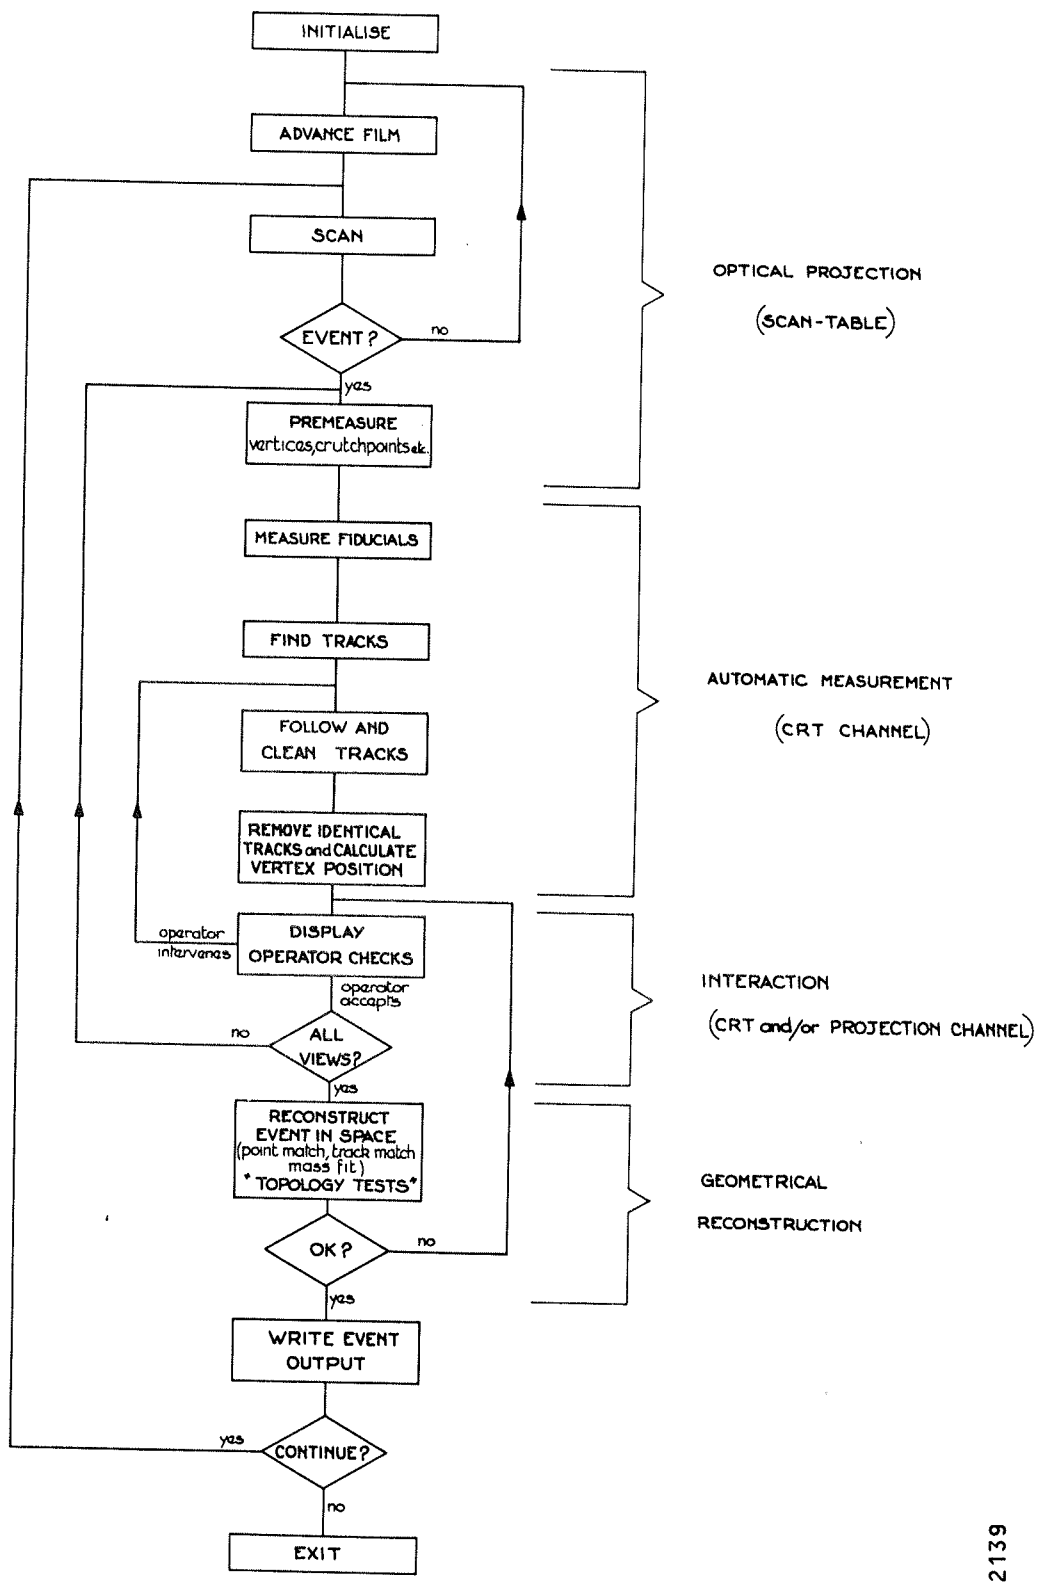 INITIALISE
ADVANCE FILM
SCAN
EVENT?
no
yes
PREMEASURE
vertices, crutchpoints etc.
OPTICAL PROJECTION
(SCAN-TABLE)
MEASURE FIDUCIALS
FIND TRACKS
FOLLOW AND
CLEAN TRACKS
REMOVE IDENTICAL
TRACKS and CALCULATE
VERTEX POSITION
AUTOMATIC MEASUREMENT
(CRT CHANNEL)
operator
intervenes
DISPLAY
OPERATOR CHECKS
operator
accepts
no
ALL
VIEWS?
yes
INTERACTION
(CRT and/or PROJECTION CHANNEL)
RECONSTRUCT
EVENT IN SPACE
(point match, track match
mass fit)
"TOPOLOGY TESTS"
OK?
no
yes
GEOMETRICAL
RECONSTRUCTION
WRITE EVENT
OUTPUT
yes
CONTINUE?
no
EXIT
2139